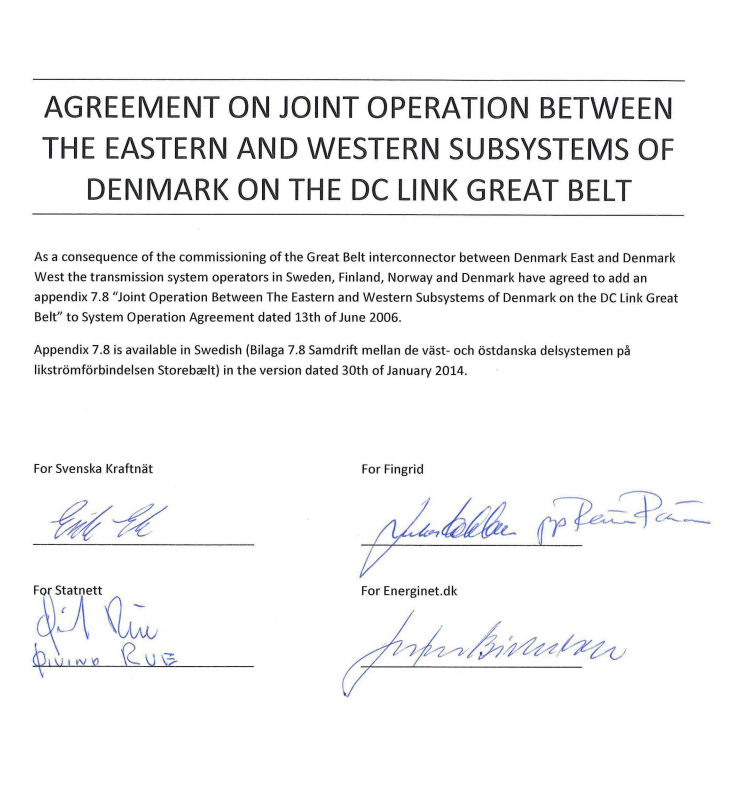 AGREEMENT ON JOINT OPERATION BETWEEN
THE EASTERN AND WESTERN SUBSYSTEMS OF
DENMARK ON THE DC LINK GREAT BELT
As a consequence of the commissioning of the Great Belt interconnector between Denmark East and Denmark
West the transmission system operators in Sweden, Finland, Norway and Denmark have agreed to add an
appendix 7.8 “Joint Operation Between The Eastern and Western Subsystems of Denmark on the DC Link Great
Belt” to System Operation Agreement dated 13th of June 2006.
Appendix 7.8 is available in Swedish (Bilaga 7.8 Samdrift mellan de väst- och östdanska delsystemen på
likströmförbindelsen Storebælt) in the version dated 30th of January 2014.
For Svenska Kraftnät
For Fingrid
Erik Ek
pp
For Statnett
For Energinet.dk
ØIVIND RUE